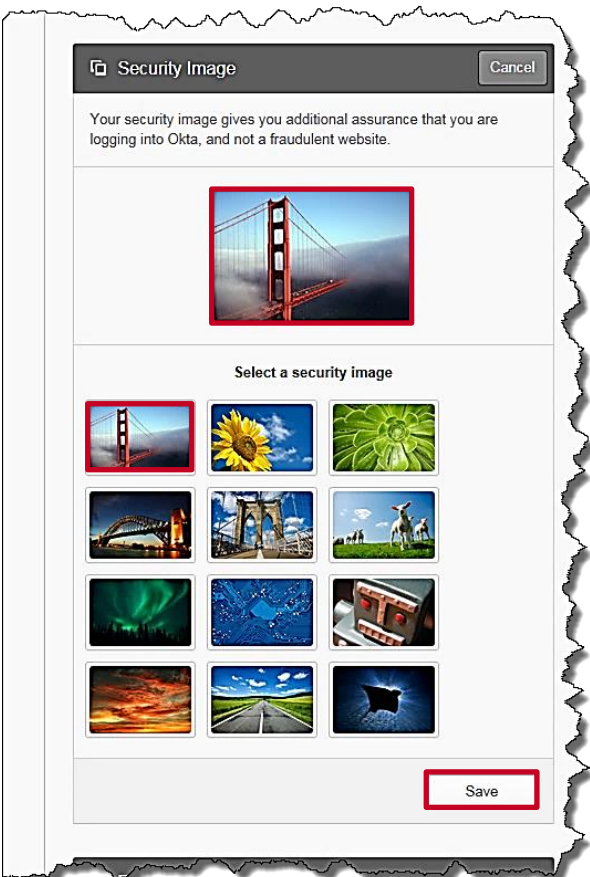 Security Image
Cancel
Your security image gives you additional assurance that you are
logging into Okta, and not a fraudulent website.
Select a security image
Save